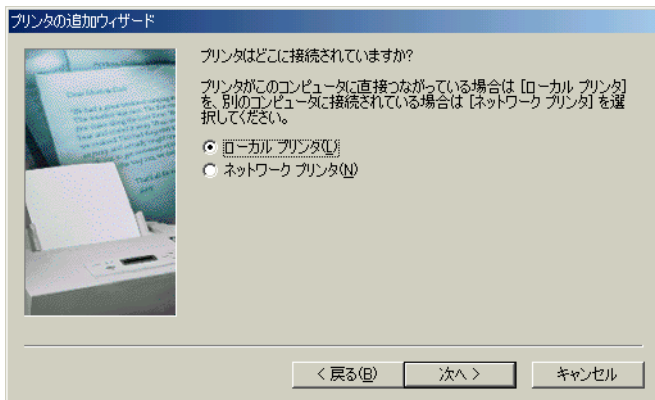 プリンタの追加ウィザード
プリンタはどこに接続されていますか?
プリンタがこのコンピュータに直接つながっている場合は [ローカル プリンタ]
を、別のコンピュータに接続されている場合は [ネットワーク プリンタ] を選
択してください。
ローカル プリンタ(L)
ネットワーク プリンタ(N)
< 戻る(B)
次へ >
キャンセル